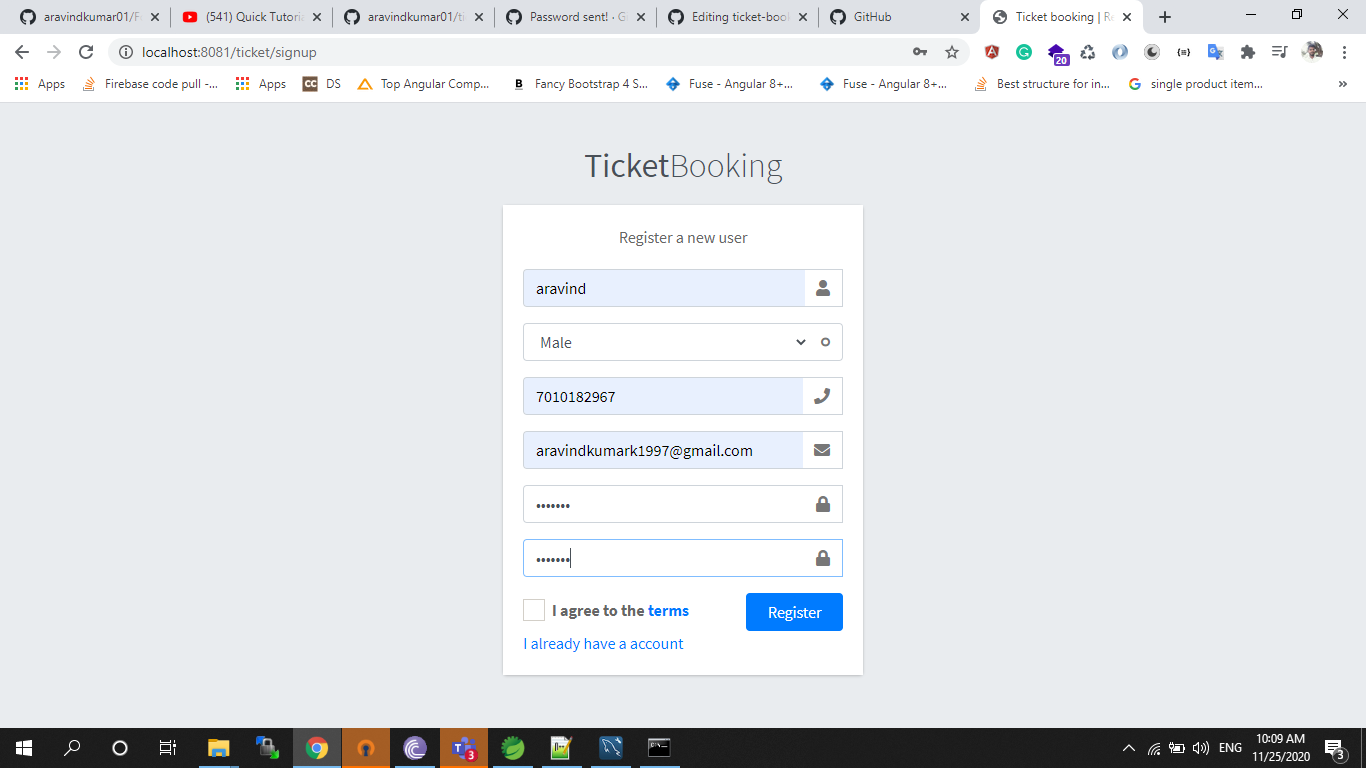 aravindkumar01/F
(541) Quick Tutori
aravindkumar01/ti
Password sent! · G
Editing ticket-boo
GitHub
Ticket booking | R
localhost:8081/ticket/signup
20
Apps
Firebase code pull -...
Apps
CC DS
Top Angular Comp...
B Fancy Bootstrap 4 S...
Fuse - Angular 8+...
Fuse - Angular 8+...
Best structure for in...
single product item...
»
TicketBooking
Register a new user
aravind
Male
7010182967
aravindkumark1997@gmail.com
•••••••
•••••••
I agree to the terms
Register
I already have a account
3
ENG
10:09 AM
11/25/2020
3